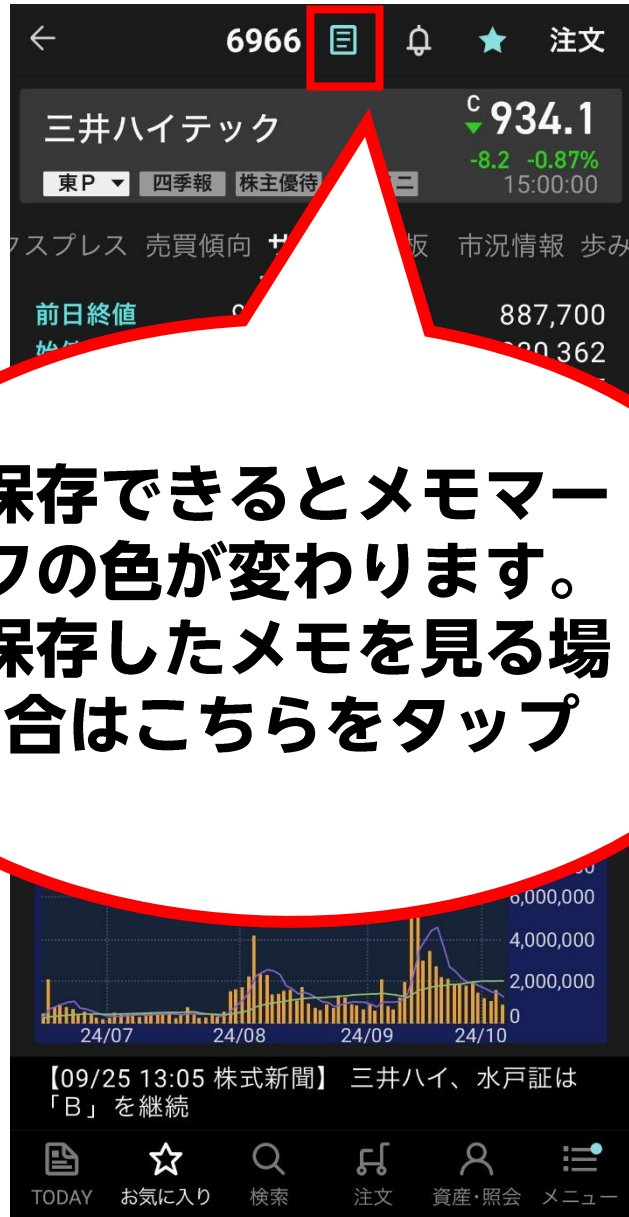 6966
注文
三井ハイテック
C
934.1
-8.2 -0.87%
東P
四季報
株主優待
15:00:00
スプレス 売買傾向
板 市況情報 歩み
前日終値
887,700
保存できるとメモマー
クの色が変わります。
保存したメモを見る場
合はこちらをタップ
6,000,000
4,000,000
2,000,000
0
24/07 24/08 24/09 24/10
【09/25 13:05 株式新聞】 三井ハイ、水戸証は
「B」を継続
TODAY お気に入り 検索 注文 資産・照会 メニュー